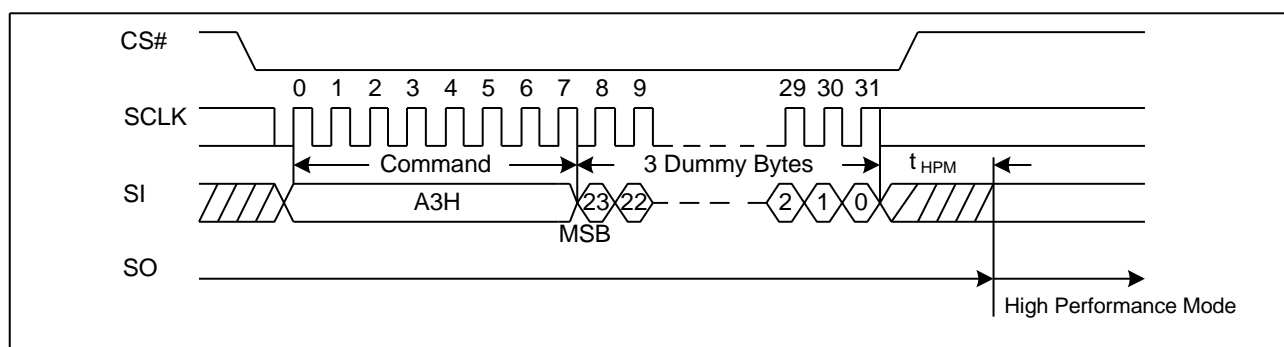 CS#
0 1 2 3 4 5 6 7 8 9 29 30 31
SCLK
Command 3 Dummy Bytes t HPM
SI A3H 23 22 2 1 0
MSB
SO
High Performance Mode